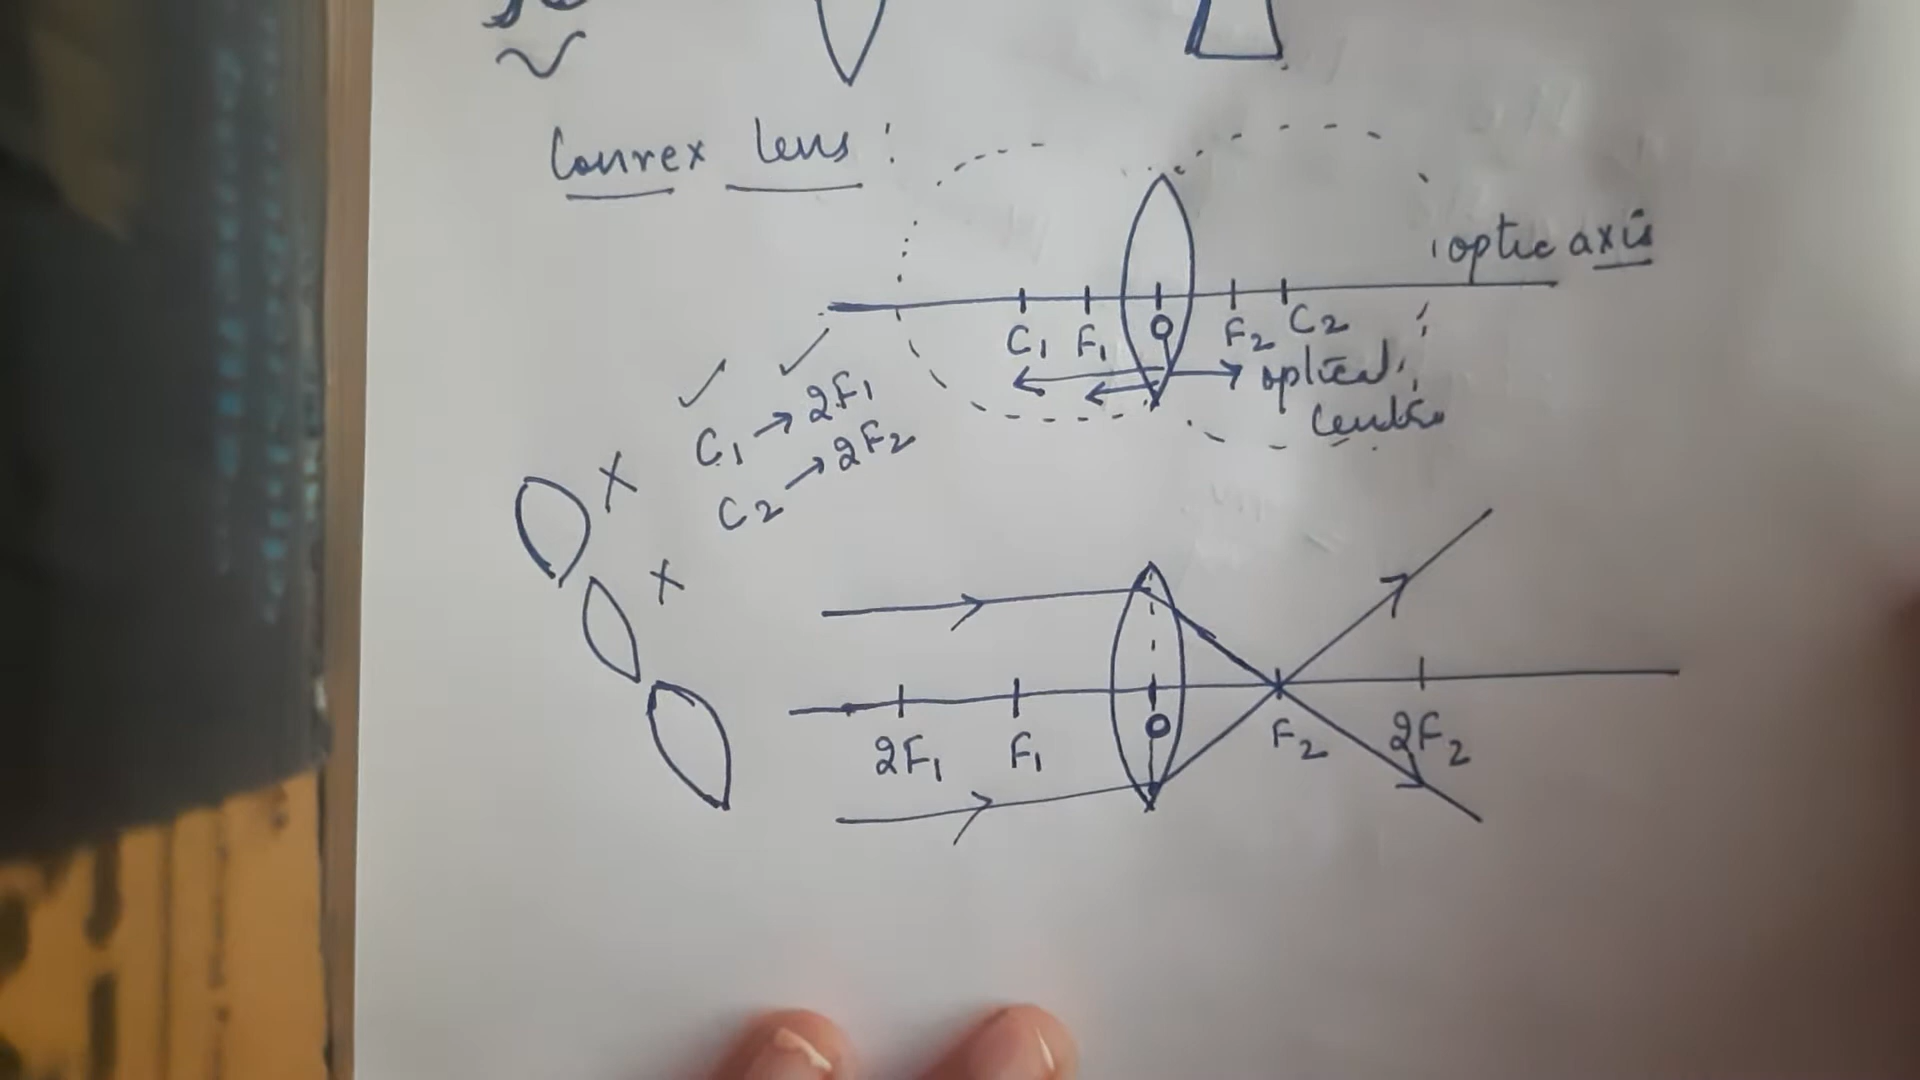 Convex lens :
optic axis
C1 F1 O F2 C2
optical
centre
C1 → 2F1
C2 → 2F2
X
X
2F1 F1 O F2 2F2